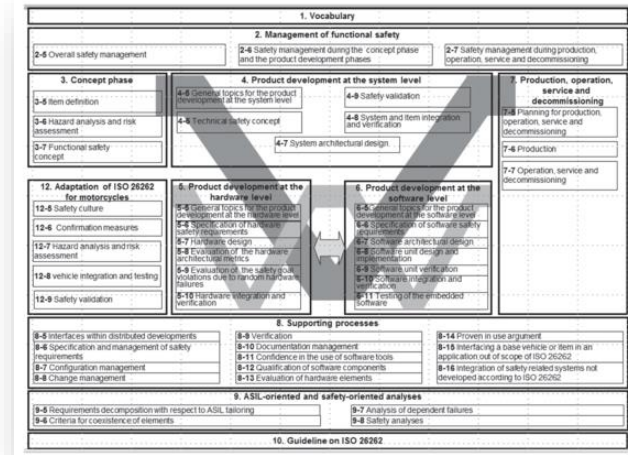 1. Vocabulary
2. Management of functional safety
2-5 Overall safety management
2-6 Safety management during the concept phase
and the product development phases
2-7 Safety management during production,
operation, service and decommissioning
3. Concept phase
3-5 Item definition
3-6 Hazard analysis and risk
assessment
3-7 Functional safety
concept
4. Product development at the system level
4-5 General topics for the product
development at the system level
4-6 Technical safety concept
4-9 Safety validation
4-8 System and Item integration
and verification
4-7 System architectural design
7. Production, operation,
service and
decommissioning
7-5 Planning for production,
operation, service and
decommissioning
7-6 Production
7-7 Operation, service and
decommissioning
12. Adaptation of ISO 26262
for motorcycles
12-5 Safety culture
12-6 Confirmation measures
12-7 Hazard analysis and risk
assessment
12-8 vehicle integration and testing
12-9 Safety validation
5. Product development at the
hardware level
5-5 General topics for the product
development at the hardware level
5-6 Specification of hardware
safety requirements
5-7 Hardware design
5-8 Evaluation of the hardware
architectural metrics
5-9 Evaluation of the safety goal
violations due to random hardware
failures
5-10 Hardware integration and
verification
6. Product development at the
software level
6-5 General topics for the product
development at the software level
6-6 Specification of software safety
requirements
6-7 Software architectural design
6-8 Software unit design and
implementation
6-9 Software unit verification
6-10 Software integration and
verification
6-11 Testing of the embedded
software
8. Supporting processes
8-5 Interfaces within distributed developments
8-6 Specification and management of safety
requirements
8-7 Configuration management
8-8 Change management
8-9 Verification
8-10 Documentation management
8-11 Confidence in the use of software tools
8-12 Qualification of software components
8-13 Evaluation of hardware elements
8-14 Proven in use argument
8-15 Interfacing a base vehicle or item in an
application out of scope of ISO 26262
8-16 Integration of safety related systems not
developed according to ISO 26262
9. ASIL-oriented and safety-oriented analyses
9-5 Requirements decomposition with respect to ASIL tailoring
9-6 Criteria for coexistence of elements
9-7 Analysis of dependent failures
9-8 Safety analyses
10. Guideline on ISO 26262